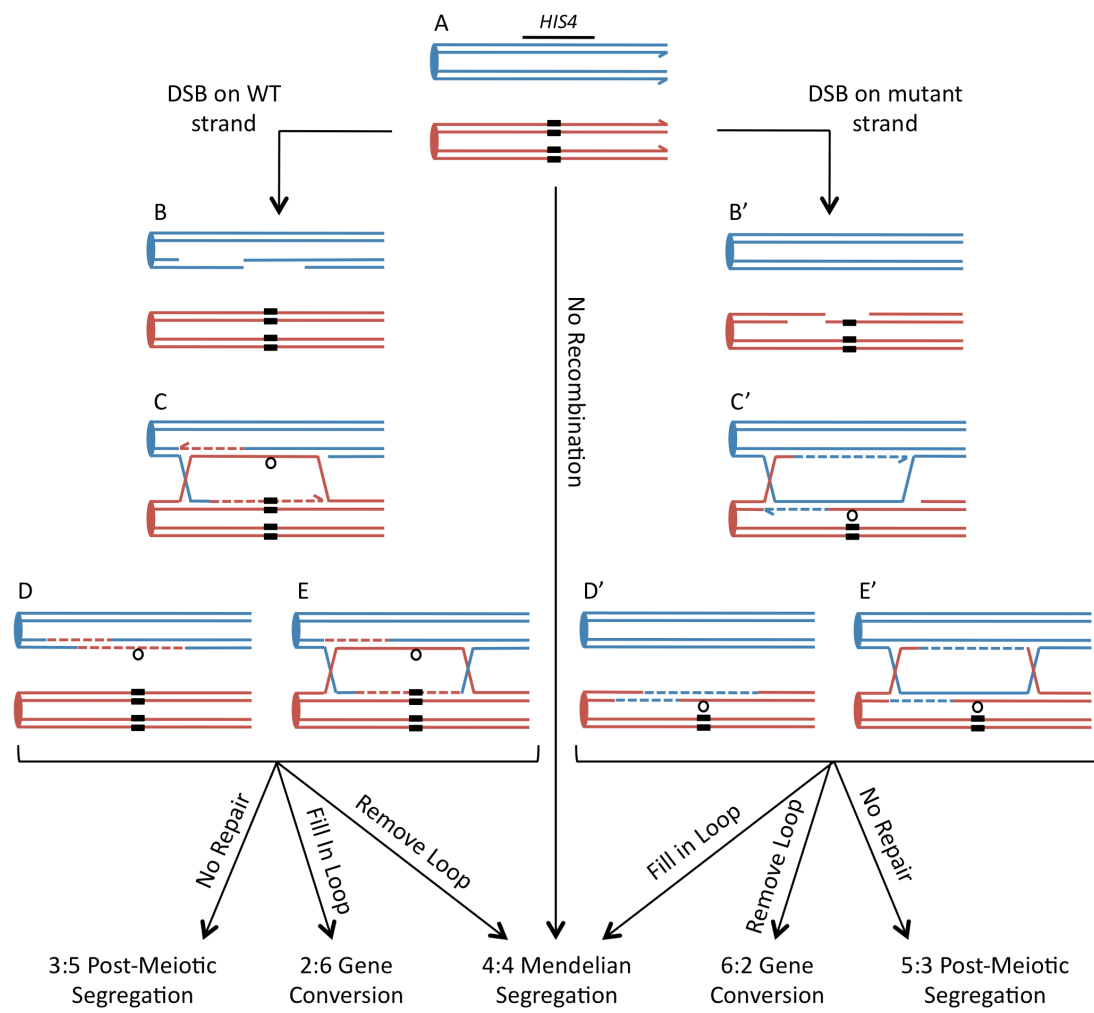 A
HIS4
DSB on WT
strand
DSB on mutant
strand
B
B’
No Recombination
C
C’
D
E
D’
E’
No Repair
Fill In Loop
Remove Loop
Fill in Loop
Remove Loop
No Repair
3:5 Post-Meiotic
Segregation
2:6 Gene
Conversion
4:4 Mendelian
Segregation
6:2 Gene
Conversion
5:3 Post-Meiotic
Segregation